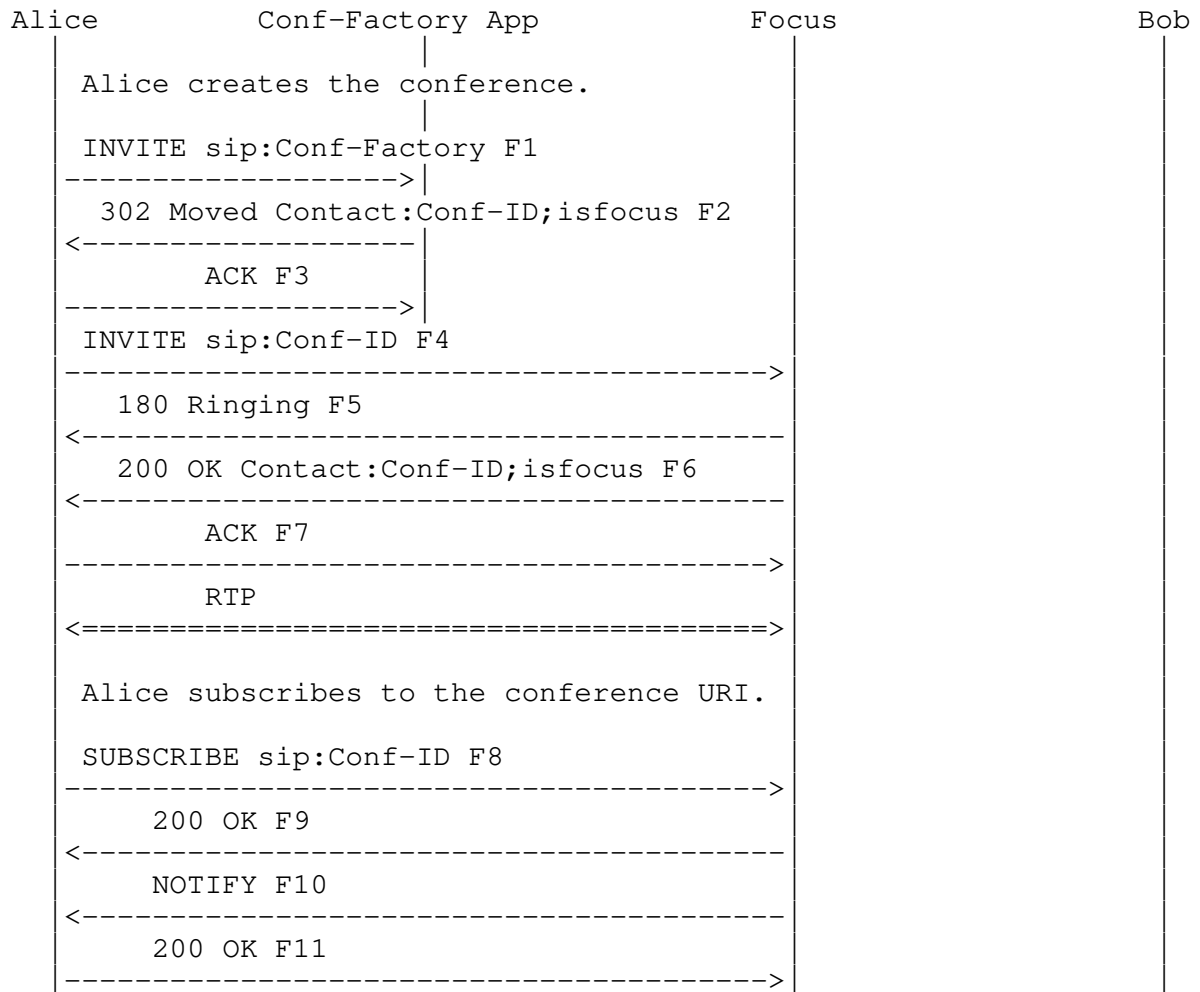 Alice Conf-Factory App Focus Bob
Alice creates the conference.
INVITE sip:Conf-Factory F1
302 Moved Contact:Conf-ID;isfocus F2
ACK F3
INVITE sip:Conf-ID F4
180 Ringing F5
200 OK Contact:Conf-ID;isfocus F6
ACK F7
RTP
Alice subscribes to the conference URI.
SUBSCRIBE sip:Conf-ID F8
200 OK F9
NOTIFY F10
200 OK F11